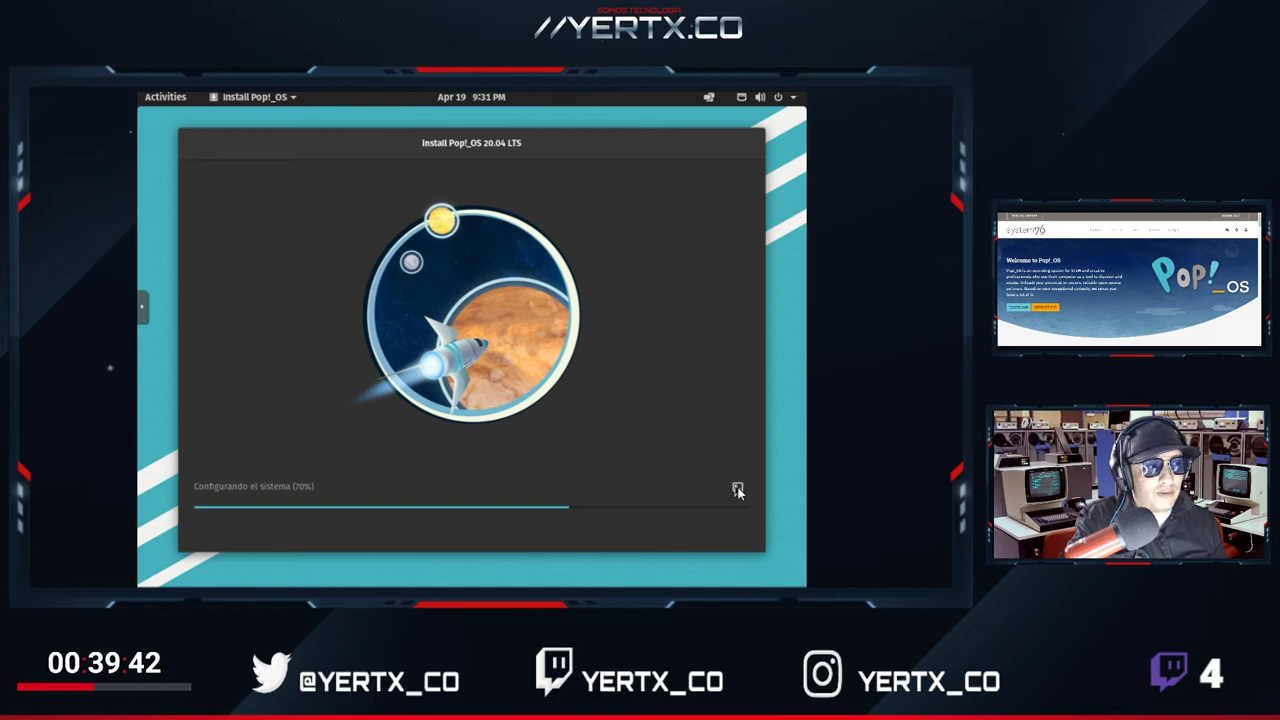 SOMOS TECNOLOGIA
//YERTX.CO
Activities
Install Pop!_OS
Apr 19 9:31 PM
Install Pop!_OS 20.04 LTS
Configurando el sistema (70%)
system76
Welcome to Pop!_OS
Pop!_OS
00:39:42
@YERTX_CO
YERTX_CO
YERTX_CO
4